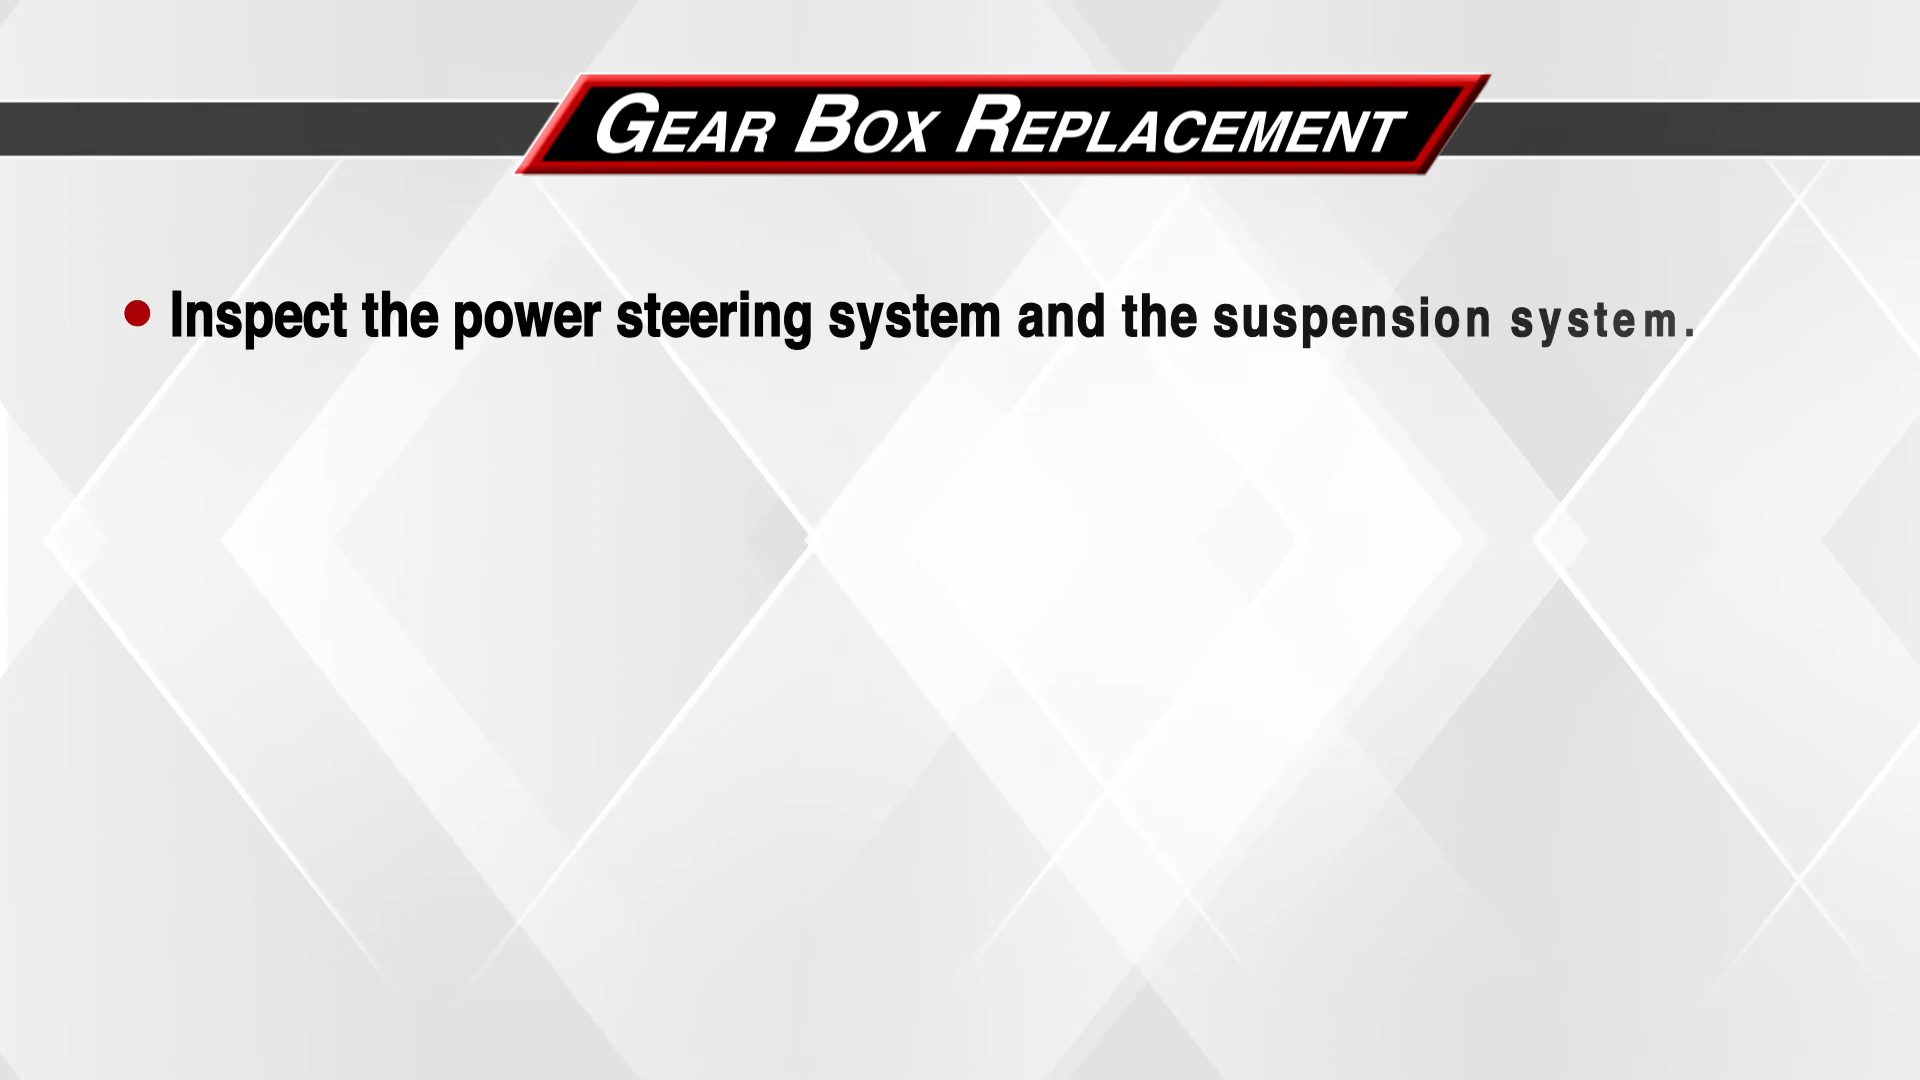 GEAR BOX REPLACEMENT
• Inspect the power steering system and the suspension system.